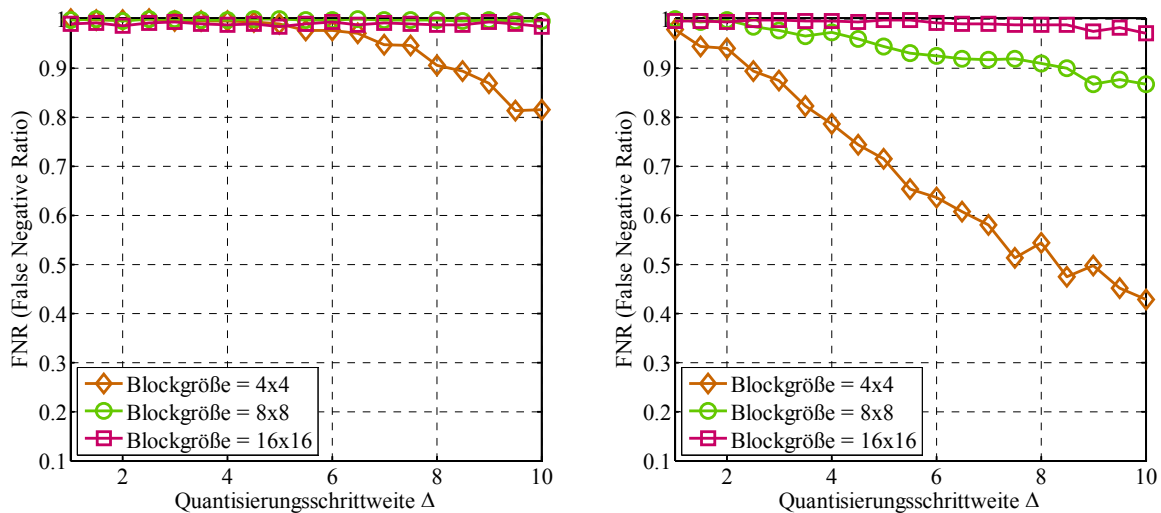 FNR (False Negative Ratio)
1
0.9
0.8
0.7
0.6
0.5
0.4
0.3
0.2
0.1
Blockgröße = 4x4
Blockgröße = 8x8
Blockgröße = 16x16
2 4 6 8 10
Quantisierungsschrittweite Δ
FNR (False Negative Ratio)
1
0.9
0.8
0.7
0.6
0.5
0.4
0.3
0.2
0.1
Blockgröße = 4x4
Blockgröße = 8x8
Blockgröße = 16x16
2 4 6 8 10
Quantisierungsschrittweite Δ